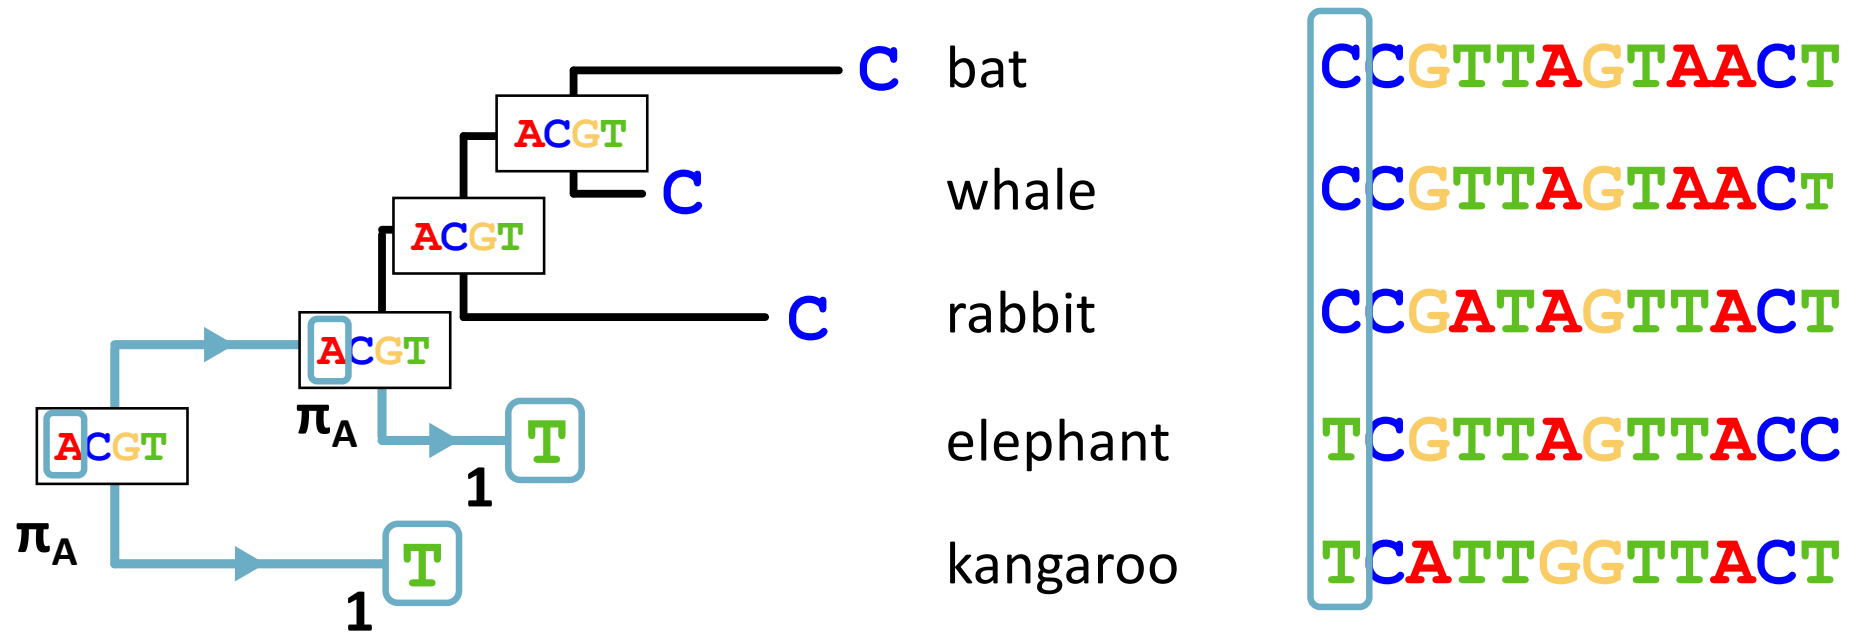 C bat CCGTTAGTAACT
ACGT
C whale CCGTTAGTAACT
ACGT
C rabbit CCGATAGTTACT
ACGT
πA
ACGT
T elephant TCGTTAGTTACC
1
πA
T kangaroo TCATTGGTTACT
1